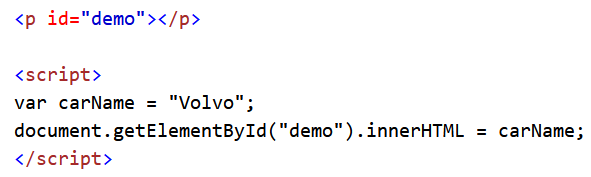 <p id="demo"></p>
<script>
var carName = "Volvo";
document.getElementById("demo").innerHTML = carName;
</script>